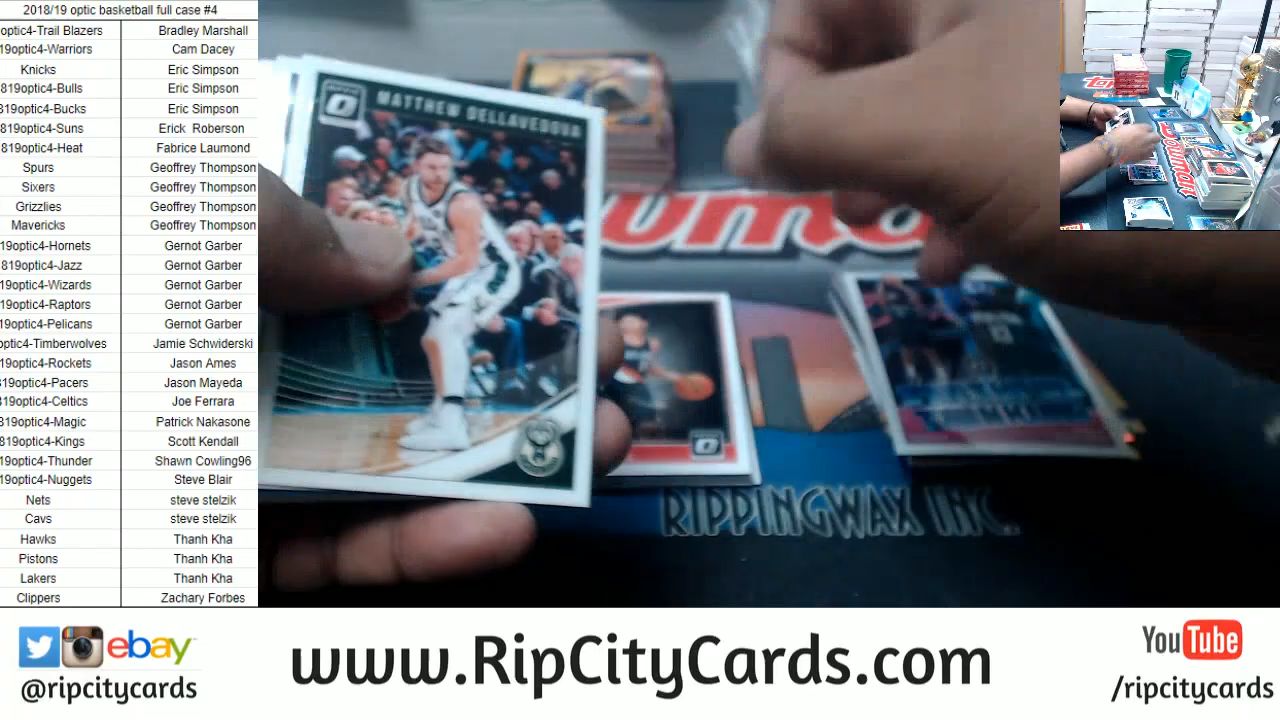 2018/19 optic basketball full case #4
optic4-Trail Blazers Bradley Marshall
19optic4-Warriors Cam Dacey
Knicks Eric Simpson
819optic4-Bulls Eric Simpson
819optic4-Bucks Eric Simpson
819optic4-Suns Erick Roberson
819optic4-Heat Fabrice Laumond
Spurs Geoffrey Thompson
Sixers Geoffrey Thompson
Grizzlies Geoffrey Thompson
Mavericks Geoffrey Thompson
19optic4-Hornets Gernot Garber
819optic4-Jazz Gernot Garber
19optic4-Wizards Gernot Garber
19optic4-Raptors Gernot Garber
19optic4-Pelicans Gernot Garber
optic4-Timberwolves Jamie Schwiderski
19optic4-Rockets Jason Ames
819optic4-Pacers Jason Mayeda
819optic4-Celtics Joe Ferrara
819optic4-Magic Patrick Nakasone
819optic4-Kings Scott Kendall
19optic4-Thunder Shawn Cowling96
19optic4-Nuggets Steve Blair
Nets steve stelzik
Cavs steve stelzik
Hawks Thanh Kha
Pistons Thanh Kha
Lakers Thanh Kha
Clippers Zachary Forbes
MATTHEW DELLAVEDOVA
RIPPINGWAX INC.
ebay
@ripcitycards
www.RipCityCards.com
YouTube
/ripcitycards